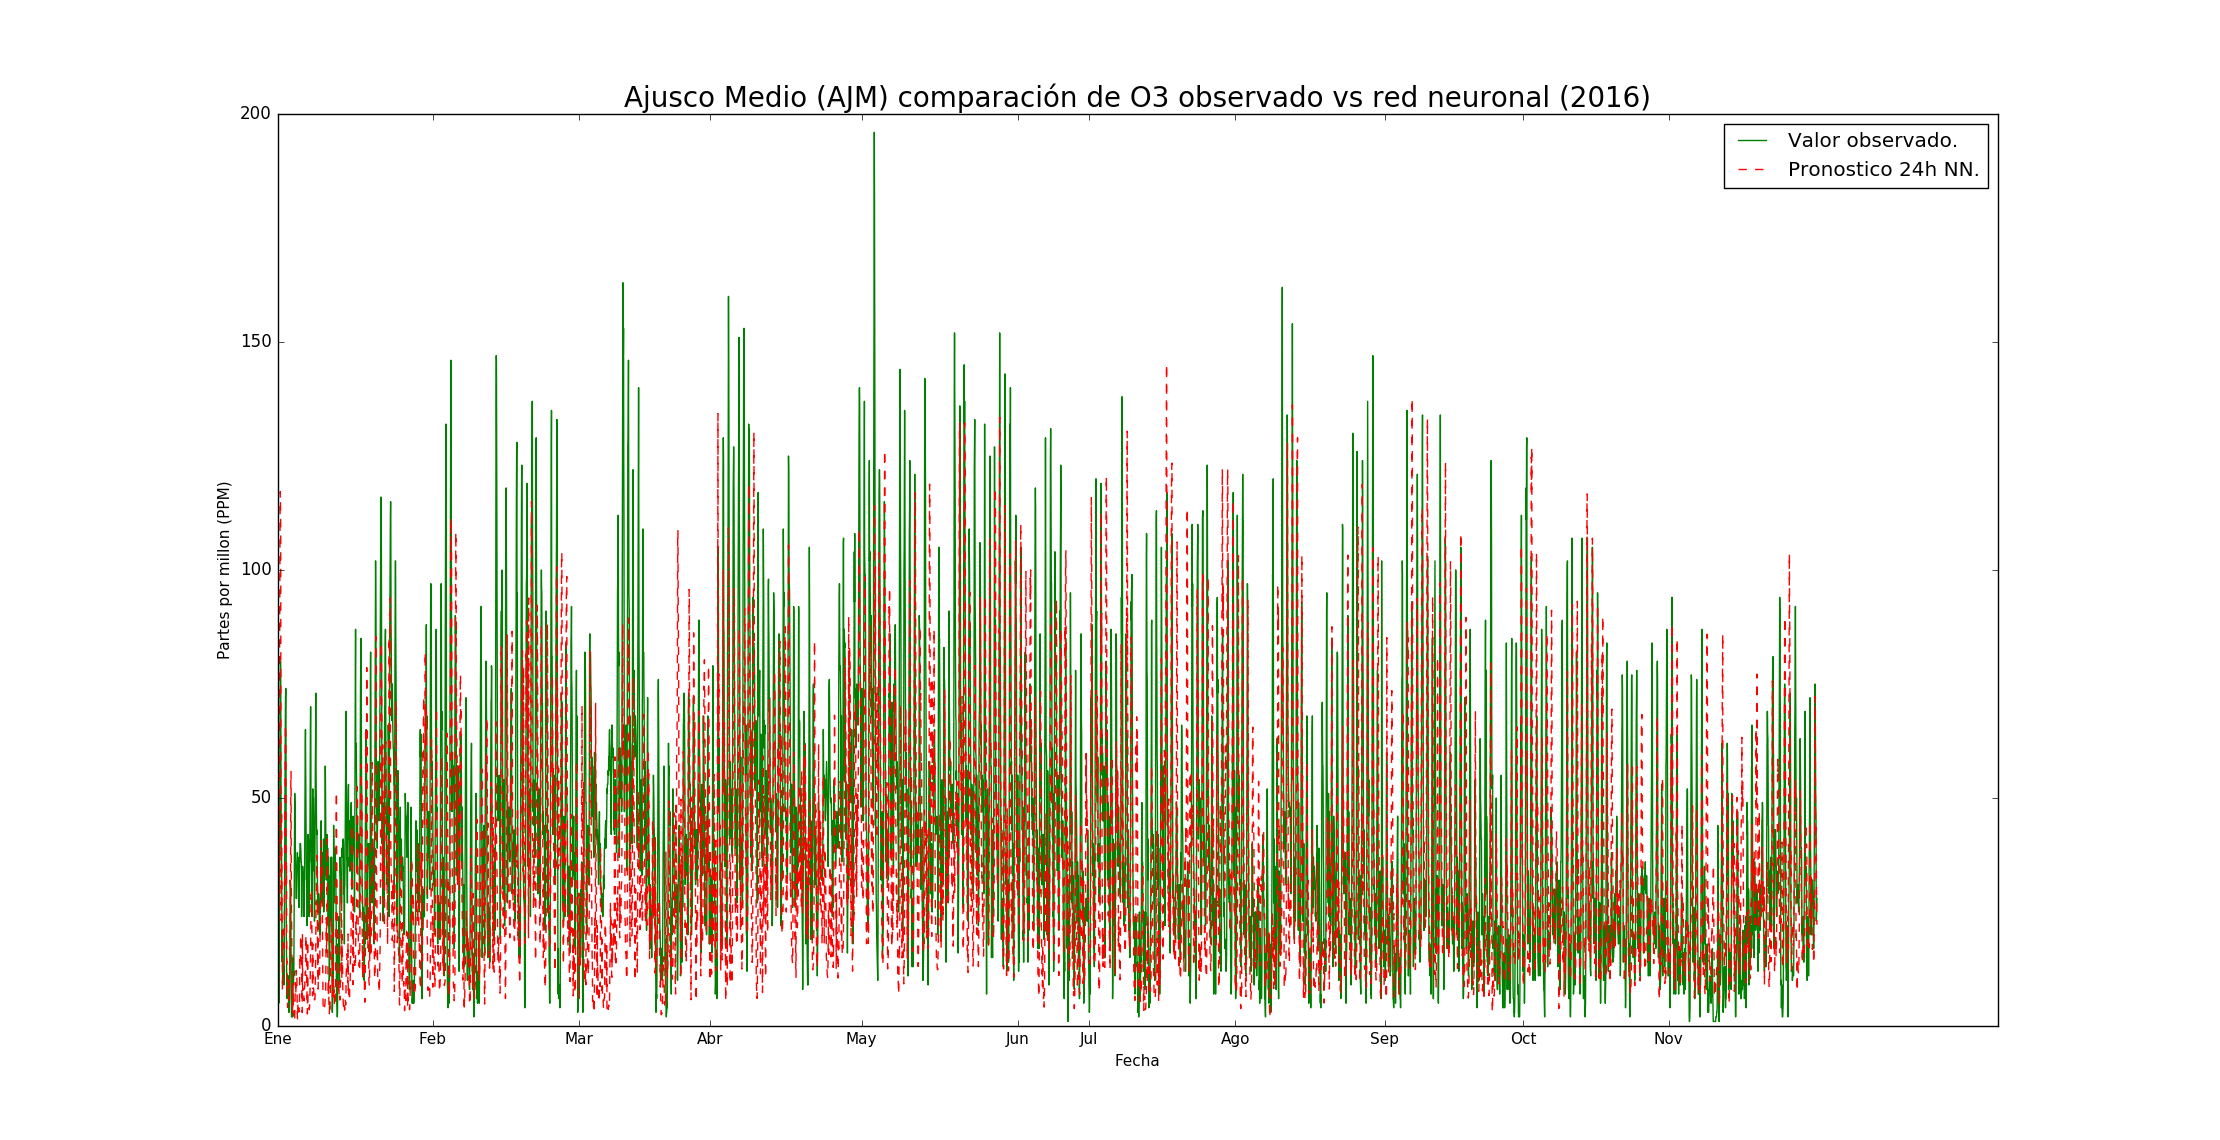 Ajusco Medio (AJM) comparación de O3 observado vs red neuronal (2016)
Valor observado.
Pronostico 24h NN.
Partes por millon (PPM)
200
150
100
50
0
Ene Feb Mar Abr May Jun Jul Ago Sep Oct Nov
Fecha